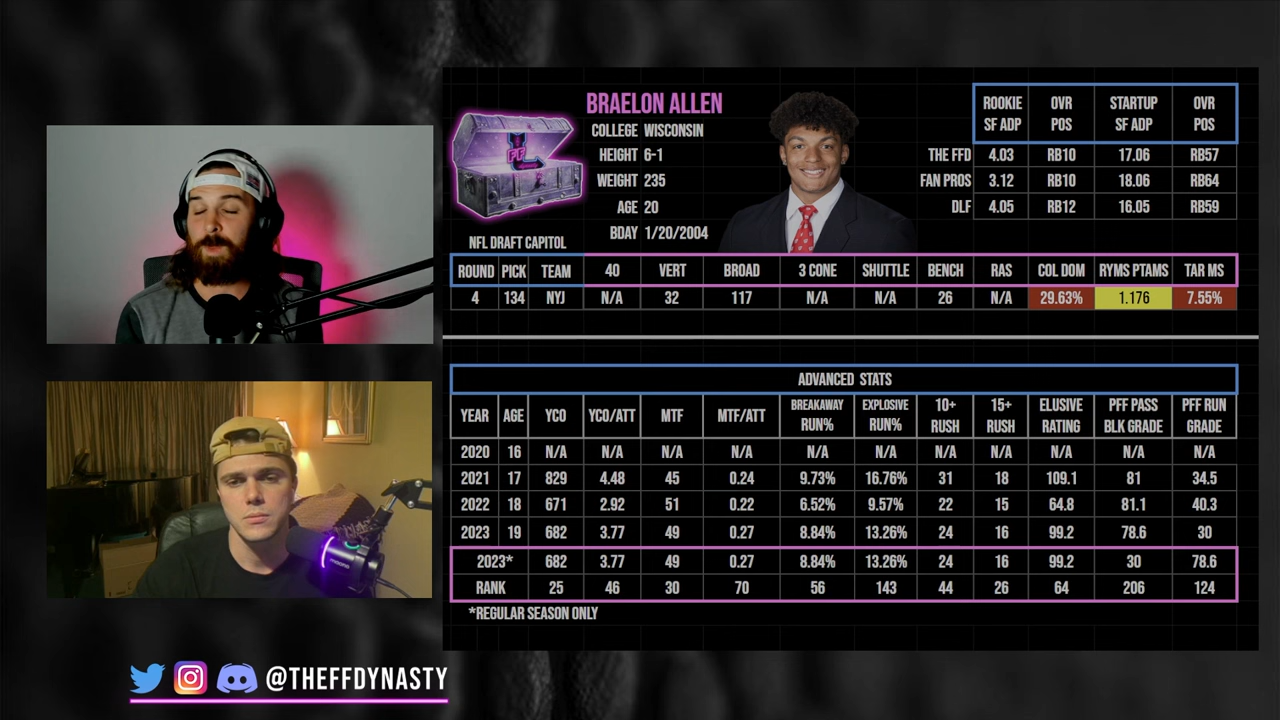 BRAELON ALLEN
COLLEGE WISCONSIN
HEIGHT 6-1
WEIGHT 235
AGE 20
BDAY 1/20/2004
FF
ROOKIE SF ADP OVR POS STARTUP SF ADP OVR POS
THE FFD 4.03 RB10 17.06 RB57
FAN PROS 3.12 RB10 18.06 RB64
DLF 4.05 RB12 16.05 RB59
NFL DRAFT CAPITOL
ROUND PICK TEAM 40 VERT BROAD 3 CONE SHUTTLE BENCH RAS COL DOM RYMS PTAMS TAR MS
4 134 NYJ N/A 32 117 N/A N/A 26 N/A 29.63% 1.176 7.55%
ADVANCED STATS
YEAR AGE YCO YCO/ATT MTF MTF/ATT BREAKAWAY RUN% EXPLOSIVE RUN% 10+ RUSH 15+ RUSH ELUSIVE RATING PFF PASS BLK GRADE PFF RUN GRADE
2020 16 N/A N/A N/A N/A N/A N/A N/A N/A N/A N/A N/A
2021 17 829 4.48 45 0.24 9.73% 16.76% 31 18 109.1 81 34.5
2022 18 671 2.92 51 0.22 6.52% 9.57% 22 15 64.8 81.1 40.3
2023 19 682 3.77 49 0.27 8.84% 13.26% 24 16 99.2 78.6 30
2023* 682 3.77 49 0.27 8.84% 13.26% 24 16 99.2 30 78.6
RANK 25 46 30 70 56 143 44 26 64 206 124
*REGULAR SEASON ONLY
@THEFFDYNASTY